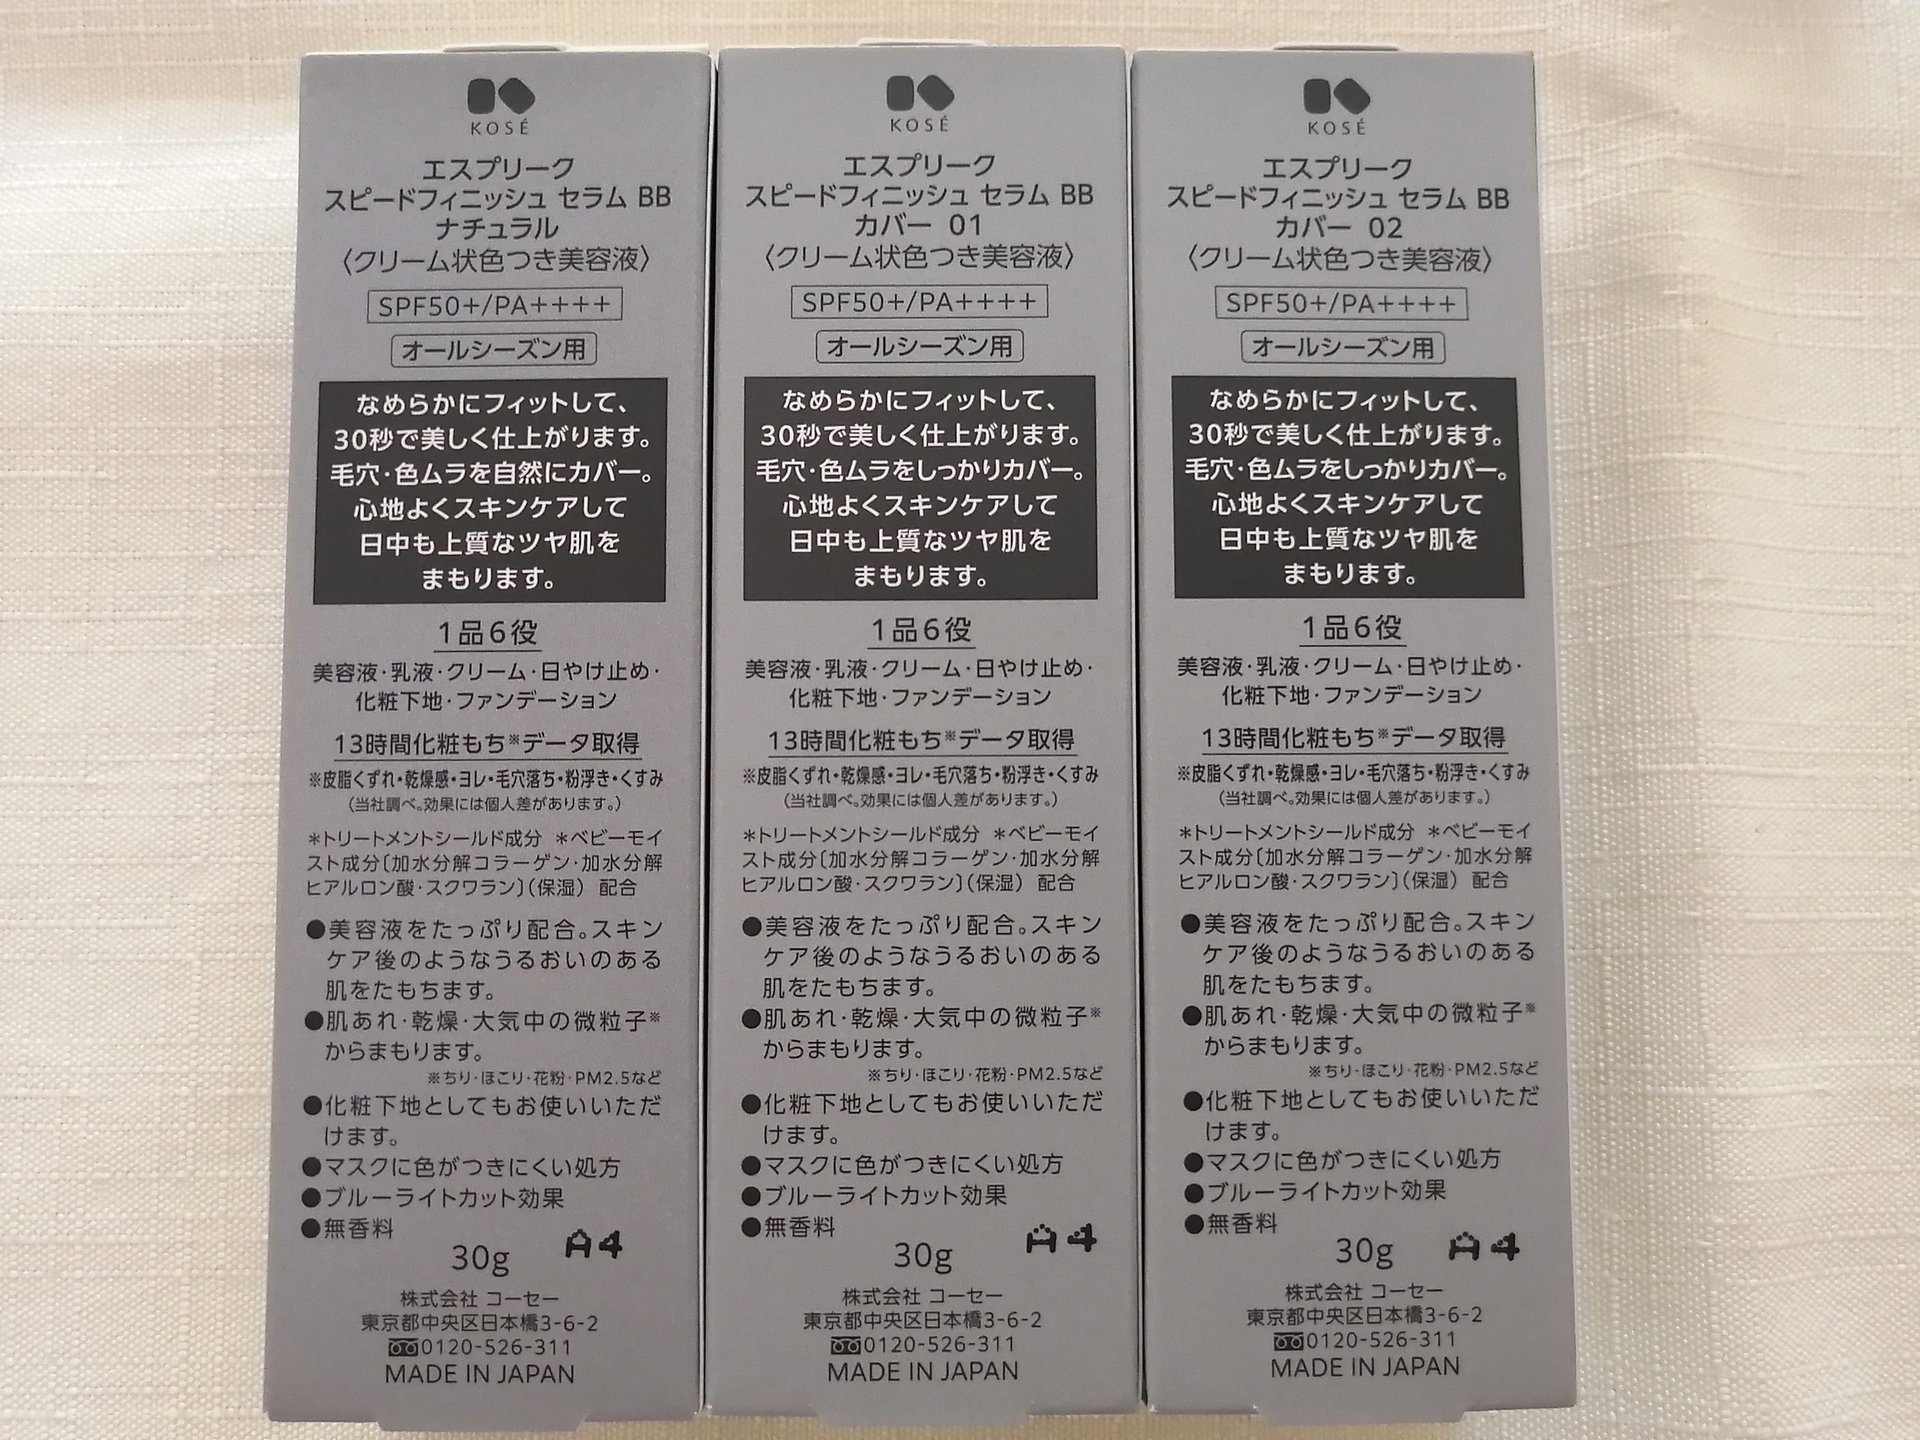 KOSÉ
エスプリーク
スピードフィニッシュ セラム BB
ナチュラル
〈クリーム状色つき美容液〉
SPF50+/PA++++
オールシーズン用
なめらかにフィットして、
30秒で美しく仕上がります。
毛穴・色ムラを自然にカバー。
心地よくスキンケアして
日中も上質なツヤ肌を
まもります。
1品6役
美容液・乳液・クリーム・日やけ止め・
化粧下地・ファンデーション
13時間化粧もち※データ取得
※皮脂くずれ・乾燥感・ヨレ・毛穴落ち・粉浮き・くすみ
（当社調べ。効果には個人差があります。）
＊トリートメントシールド成分 ＊ベビーモイ
スト成分〔加水分解コラーゲン・加水分解
ヒアルロン酸・スクワラン〕（保湿） 配合
●美容液をたっぷり配合。スキン
ケア後のようなうるおいのある
肌をたもちます。
●肌あれ・乾燥・大気中の微粒子※
からまもります。
※ちり・ほこり・花粉・PM2.5など
●化粧下地としてもお使いいただ
けます。
●マスクに色がつきにくい処方
●ブルーライトカット効果
●無香料
30g
A4
株式会社 コーセー
東京都中央区日本橋3-6-2
0120-526-311
MADE IN JAPAN
KOSÉ
エスプリーク
スピードフィニッシュ セラム BB
カバー 01
〈クリーム状色つき美容液〉
SPF50+/PA++++
オールシーズン用
なめらかにフィットして、
30秒で美しく仕上がります。
毛穴・色ムラをしっかりカバー。
心地よくスキンケアして
日中も上質なツヤ肌を
まもります。
1品6役
美容液・乳液・クリーム・日やけ止め・
化粧下地・ファンデーション
13時間化粧もち※データ取得
※皮脂くずれ・乾燥感・ヨレ・毛穴落ち・粉浮き・くすみ
（当社調べ。効果には個人差があります。）
＊トリートメントシールド成分 ＊ベビーモイ
スト成分〔加水分解コラーゲン・加水分解
ヒアルロン酸・スクワラン〕（保湿） 配合
●美容液をたっぷり配合。スキン
ケア後のようなうるおいのある
肌をたもちます。
●肌あれ・乾燥・大気中の微粒子※
からまもります。
※ちり・ほこり・花粉・PM2.5など
●化粧下地としてもお使いいただ
けます。
●マスクに色がつきにくい処方
●ブルーライトカット効果
●無香料
30g
A4
株式会社 コーセー
東京都中央区日本橋3-6-2
0120-526-311
MADE IN JAPAN
KOSÉ
エスプリーク
スピードフィニッシュ セラム BB
カバー 02
〈クリーム状色つき美容液〉
SPF50+/PA++++
オールシーズン用
なめらかにフィットして、
30秒で美しく仕上がります。
毛穴・色ムラをしっかりカバー。
心地よくスキンケアして
日中も上質なツヤ肌を
まもります。
1品6役
美容液・乳液・クリーム・日やけ止め・
化粧下地・ファンデーション
13時間化粧もち※データ取得
※皮脂くずれ・乾燥感・ヨレ・毛穴落ち・粉浮き・くすみ
（当社調べ。効果には個人差があります。）
＊トリートメントシールド成分 ＊ベビーモイ
スト成分〔加水分解コラーゲン・加水分解
ヒアルロン酸・スクワラン〕（保湿） 配合
●美容液をたっぷり配合。スキン
ケア後のようなうるおいのある
肌をたもちます。
●肌あれ・乾燥・大気中の微粒子※
からまもります。
※ちり・ほこり・花粉・PM2.5など
●化粧下地としてもお使いいただ
けます。
●マスクに色がつきにくい処方
●ブルーライトカット効果
●無香料
30g
A4
株式会社 コーセー
東京都中央区日本橋3-6-2
0120-526-311
MADE IN JAPAN